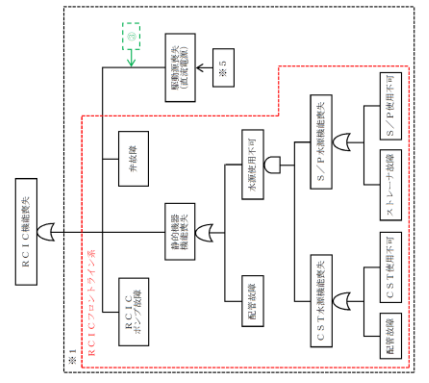 RCIC機能喪失
※1
RCICフロントライン系
RCIC
ポンプ故障
静的機器
機能喪失
弁故障
③
駆動源喪失
(直流電源)
※5
配管故障
水源使用不可
CST水源機能喪失
S/P水源機能喪失
配管故障
CST使用不可
ストレーナ故障
S/P使用不可